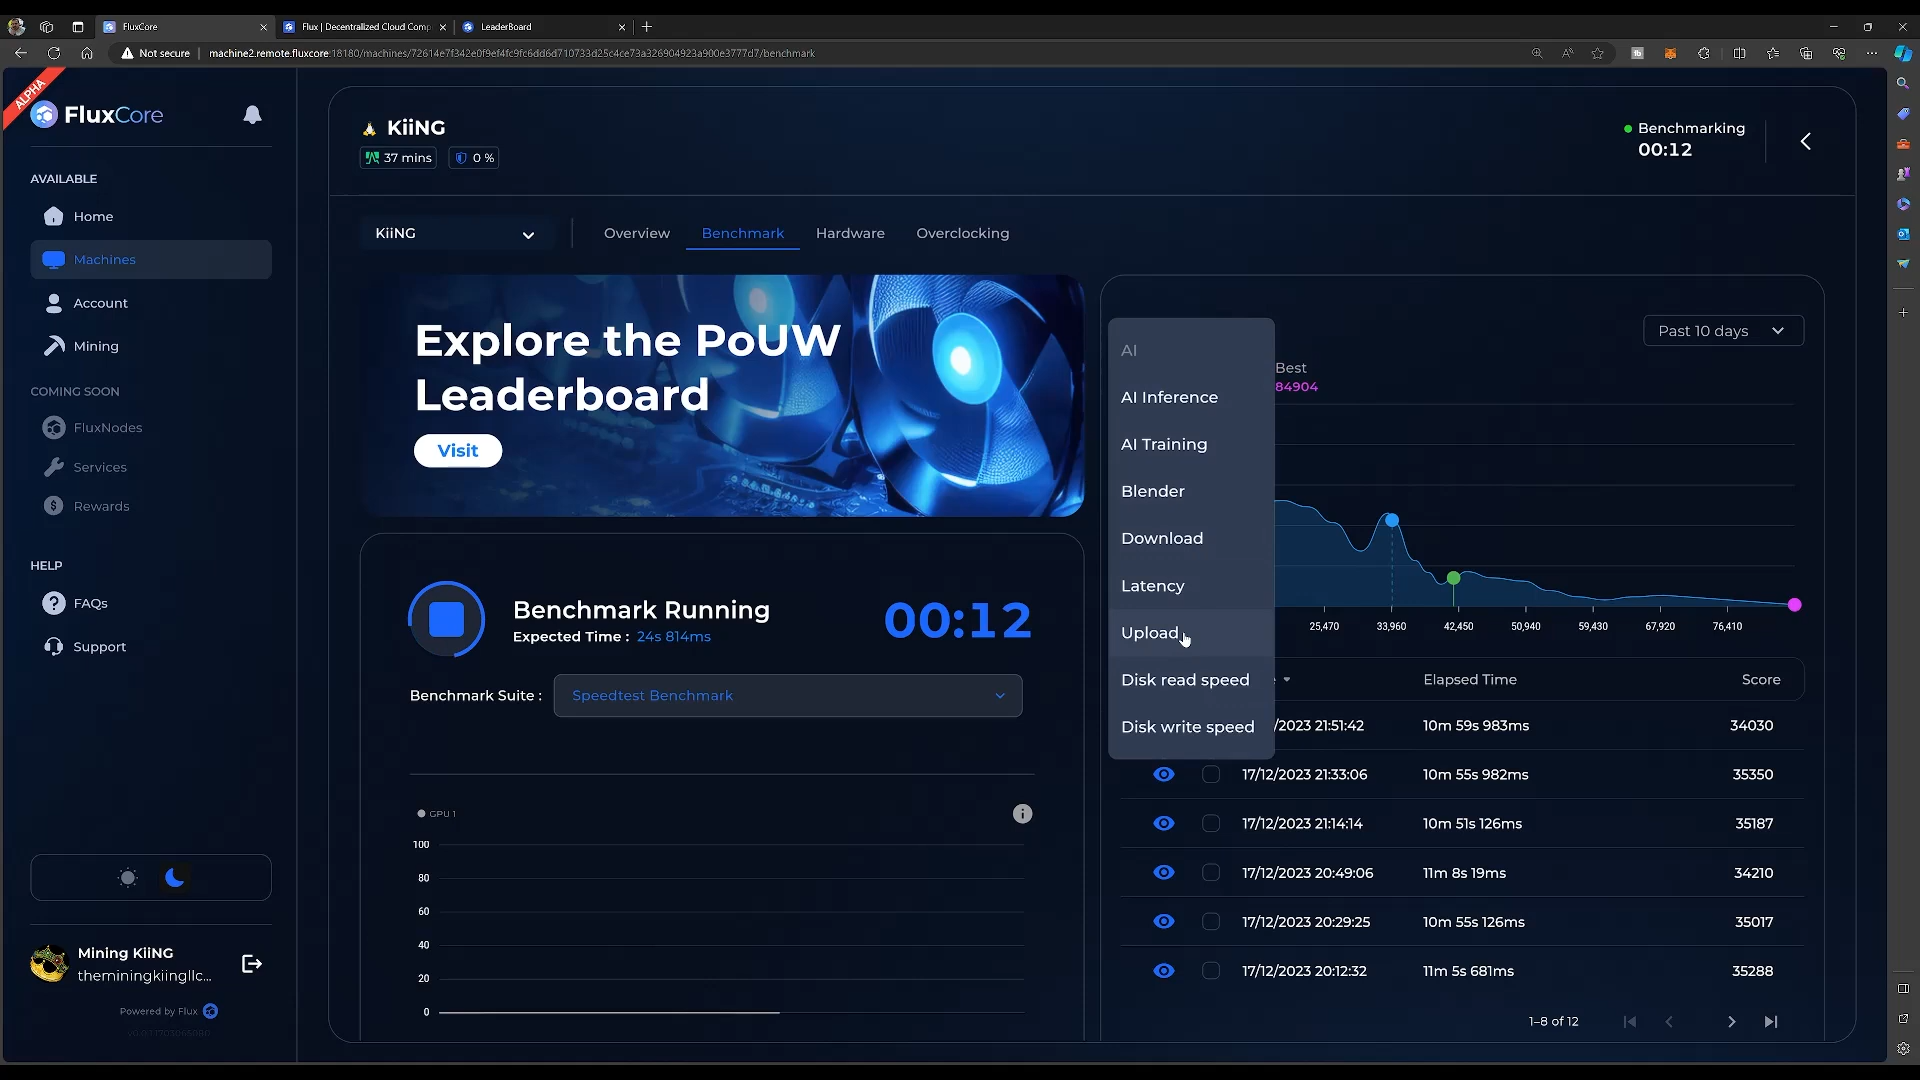 FluxCore
Flux | Decentralized Cloud Comp
LeaderBoard
Not secure
machine2.remote.fluxcore:18180/machines/72614e7f342e0f9ef4fc9fc6dd6d710733d25c4ce73a326904923a900e3777d7/benchmark
ALPHA
FluxCore
AVAILABLE
Home
Machines
Account
Mining
COMING SOON
FluxNodes
Services
Rewards
HELP
FAQs
Support
Mining KiiNG
theminingkiingllc...
Powered by Flux
KiiNG
37 mins
0 %
Benchmarking
00:12
KiiNG
Overview
Benchmark
Hardware
Overclocking
Explore the PoUW
Leaderboard
Visit
Benchmark Running
Expected Time : 24s 814ms
00:12
Benchmark Suite :
Speedtest Benchmark
GPU 1
100
80
60
40
20
0
AI
AI Inference
AI Training
Blender
Download
Latency
Upload
Disk read speed
Disk write speed
Past 10 days
Best
84904
25,470
33,960
42,450
50,940
59,430
67,920
76,410
Elapsed Time
Score
/2023 21:51:42 10m 59s 983ms 34030
17/12/2023 21:33:06 10m 55s 982ms 35350
17/12/2023 21:14:14 10m 51s 126ms 35187
17/12/2023 20:49:06 11m 8s 19ms 34210
17/12/2023 20:29:25 10m 55s 126ms 35017
17/12/2023 20:12:32 11m 5s 681ms 35288
1–8 of 12